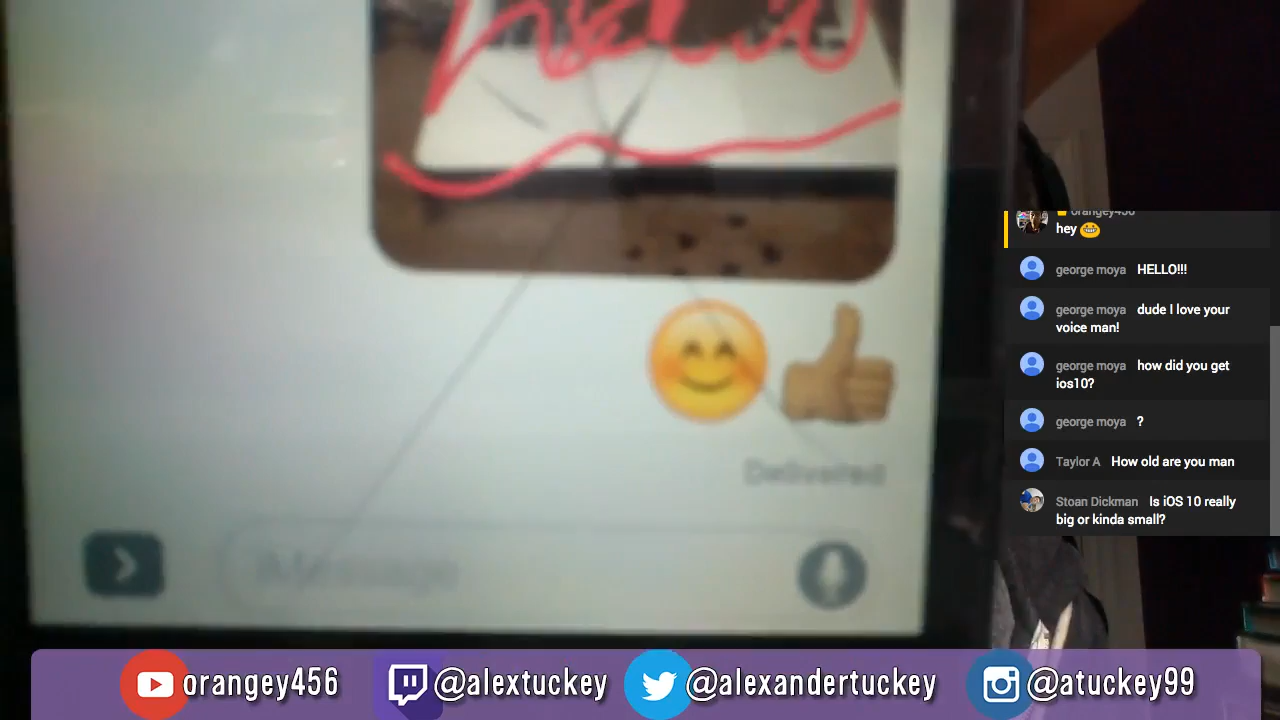 Delivered
iMessage
orangey456
hey
george moya HELLO!!!
george moya dude I love your
voice man!
george moya how did you get
ios10?
george moya ?
Taylor A How old are you man
Stoan Dickman Is iOS 10 really
big or kinda small?
orangey456 @alextuckey @alexandertuckey @atuckey99